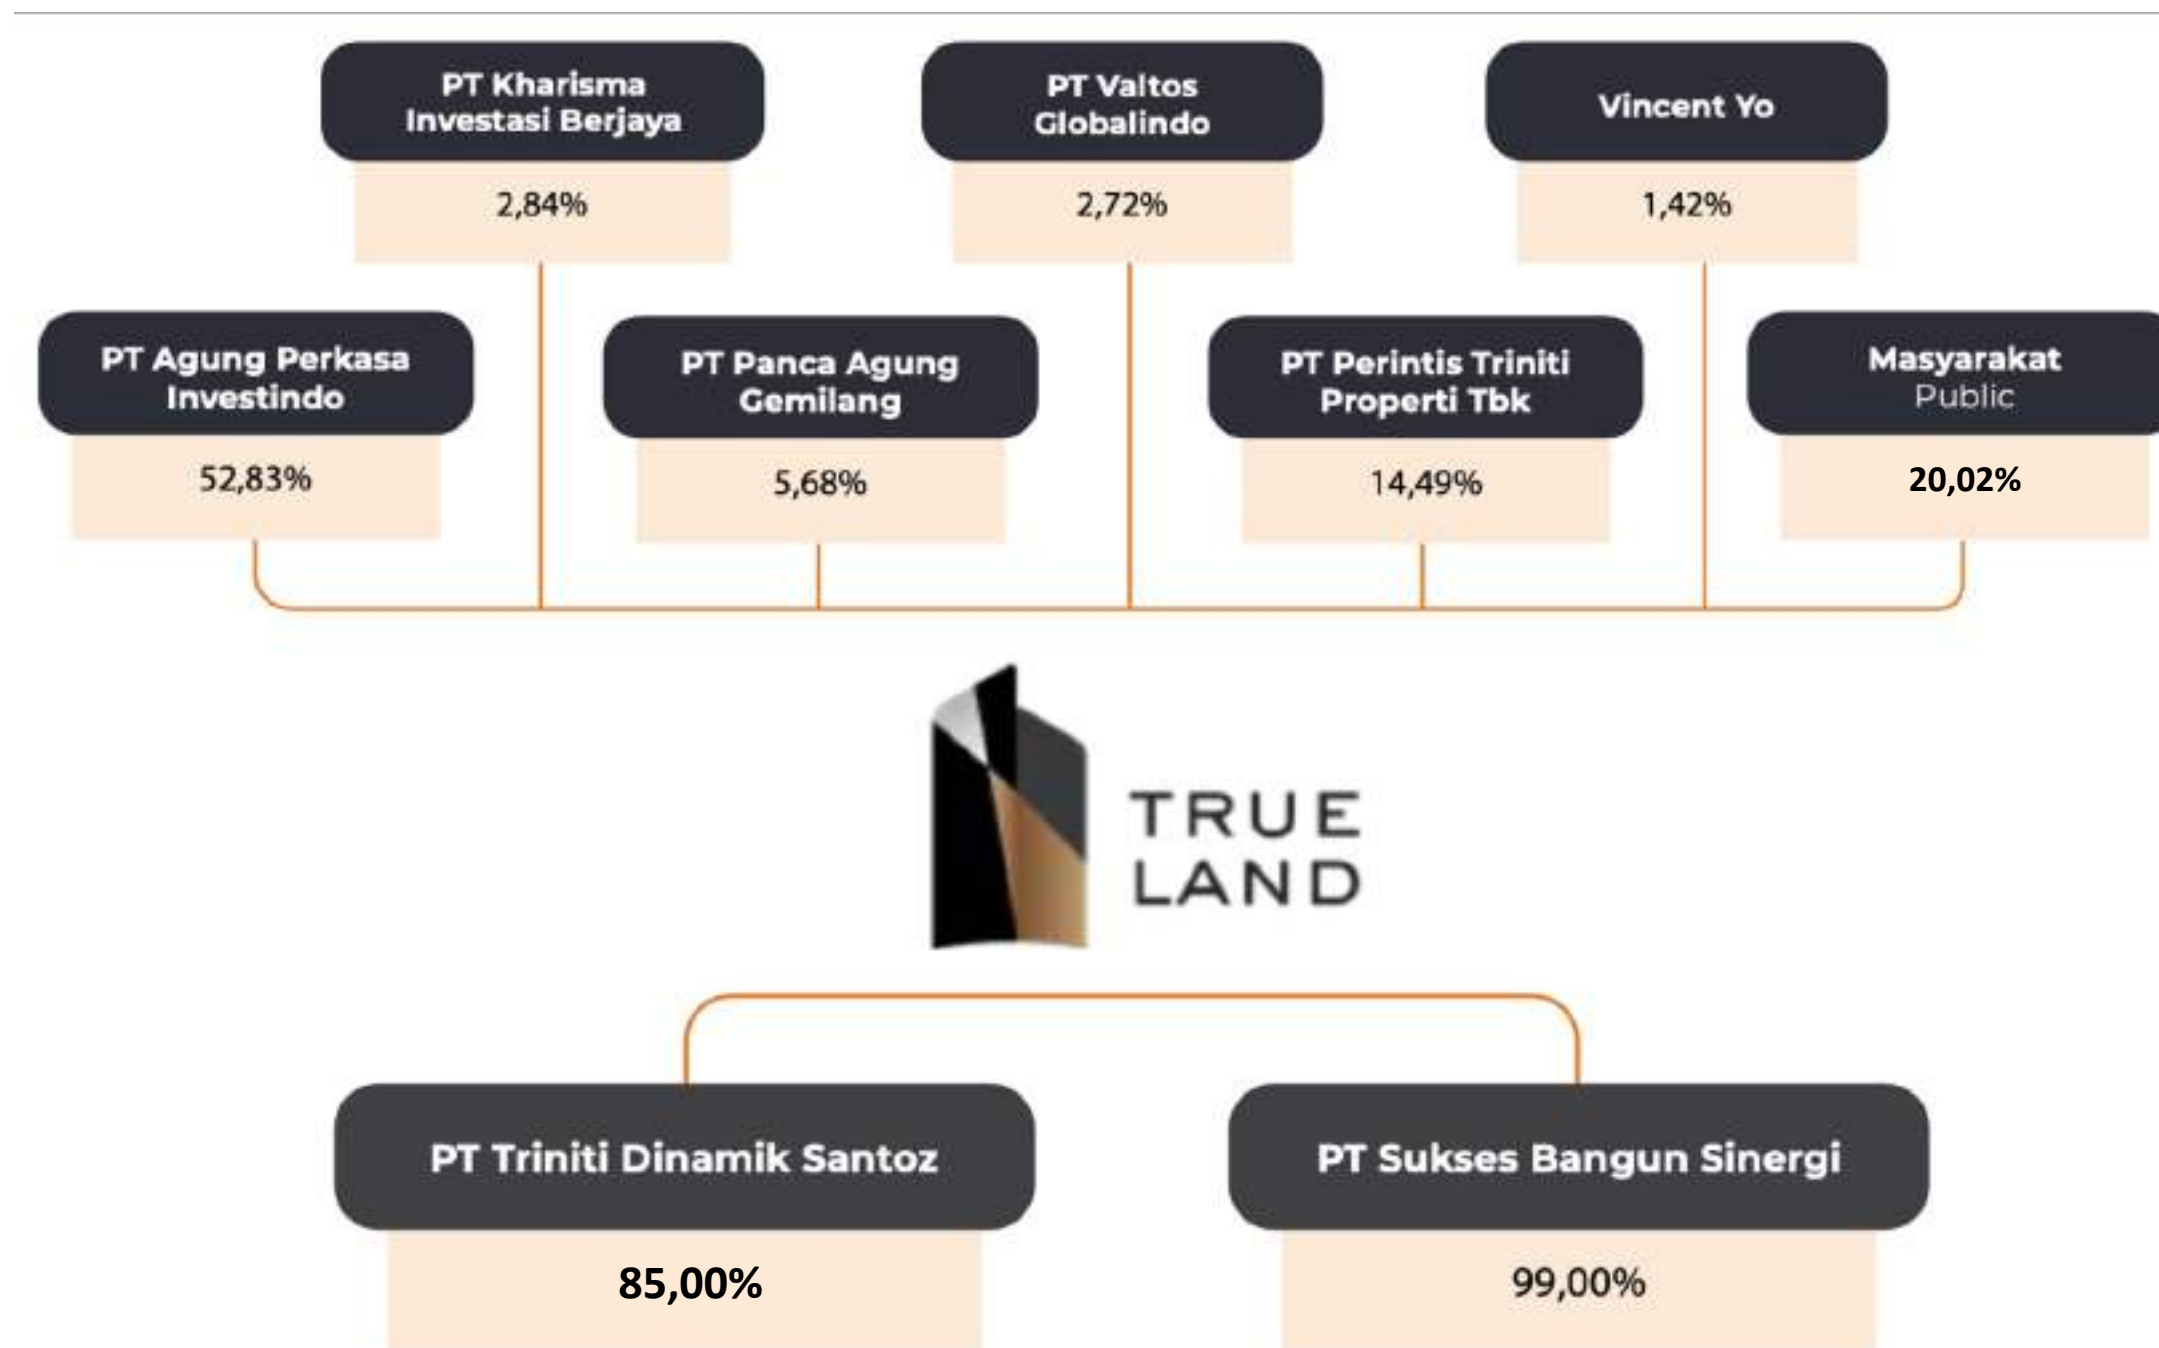 PT Kharisma
Investasi Berjaya
2,84%
PT Valtos
Globalindo
2,72%
Vincent Yo
1,42%
PT Agung Perkasa
Investindo
52,83%
PT Panca Agung
Gemilang
5,68%
PT Perintis Triniti
Properti Tbk
14,49%
Masyarakat
Public
20,02%
TRUE
LAND
PT Triniti Dinamik Santoz
85,00%
PT Sukses Bangun Sinergi
99,00%